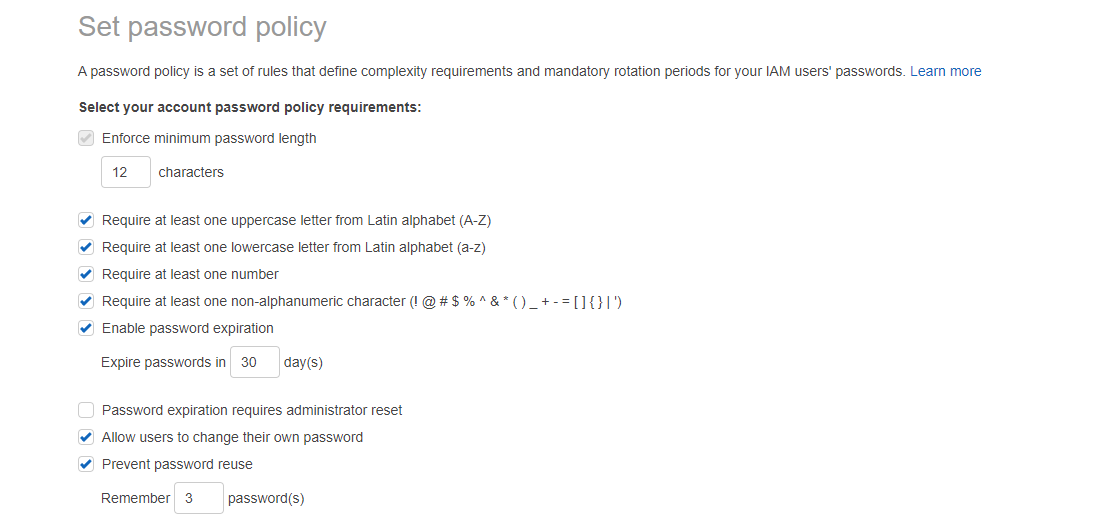 Set password policy
A password policy is a set of rules that define complexity requirements and mandatory rotation periods for your IAM users' passwords. Learn more
Select your account password policy requirements:
Enforce minimum password length
12 characters
Require at least one uppercase letter from Latin alphabet (A-Z)
Require at least one lowercase letter from Latin alphabet (a-z)
Require at least one number
Require at least one non-alphanumeric character (! @ # $ % ^ & * ( ) _ + - = [ ] { } | ')
Enable password expiration
Expire passwords in 30 day(s)
Password expiration requires administrator reset
Allow users to change their own password
Prevent password reuse
Remember 3 password(s)